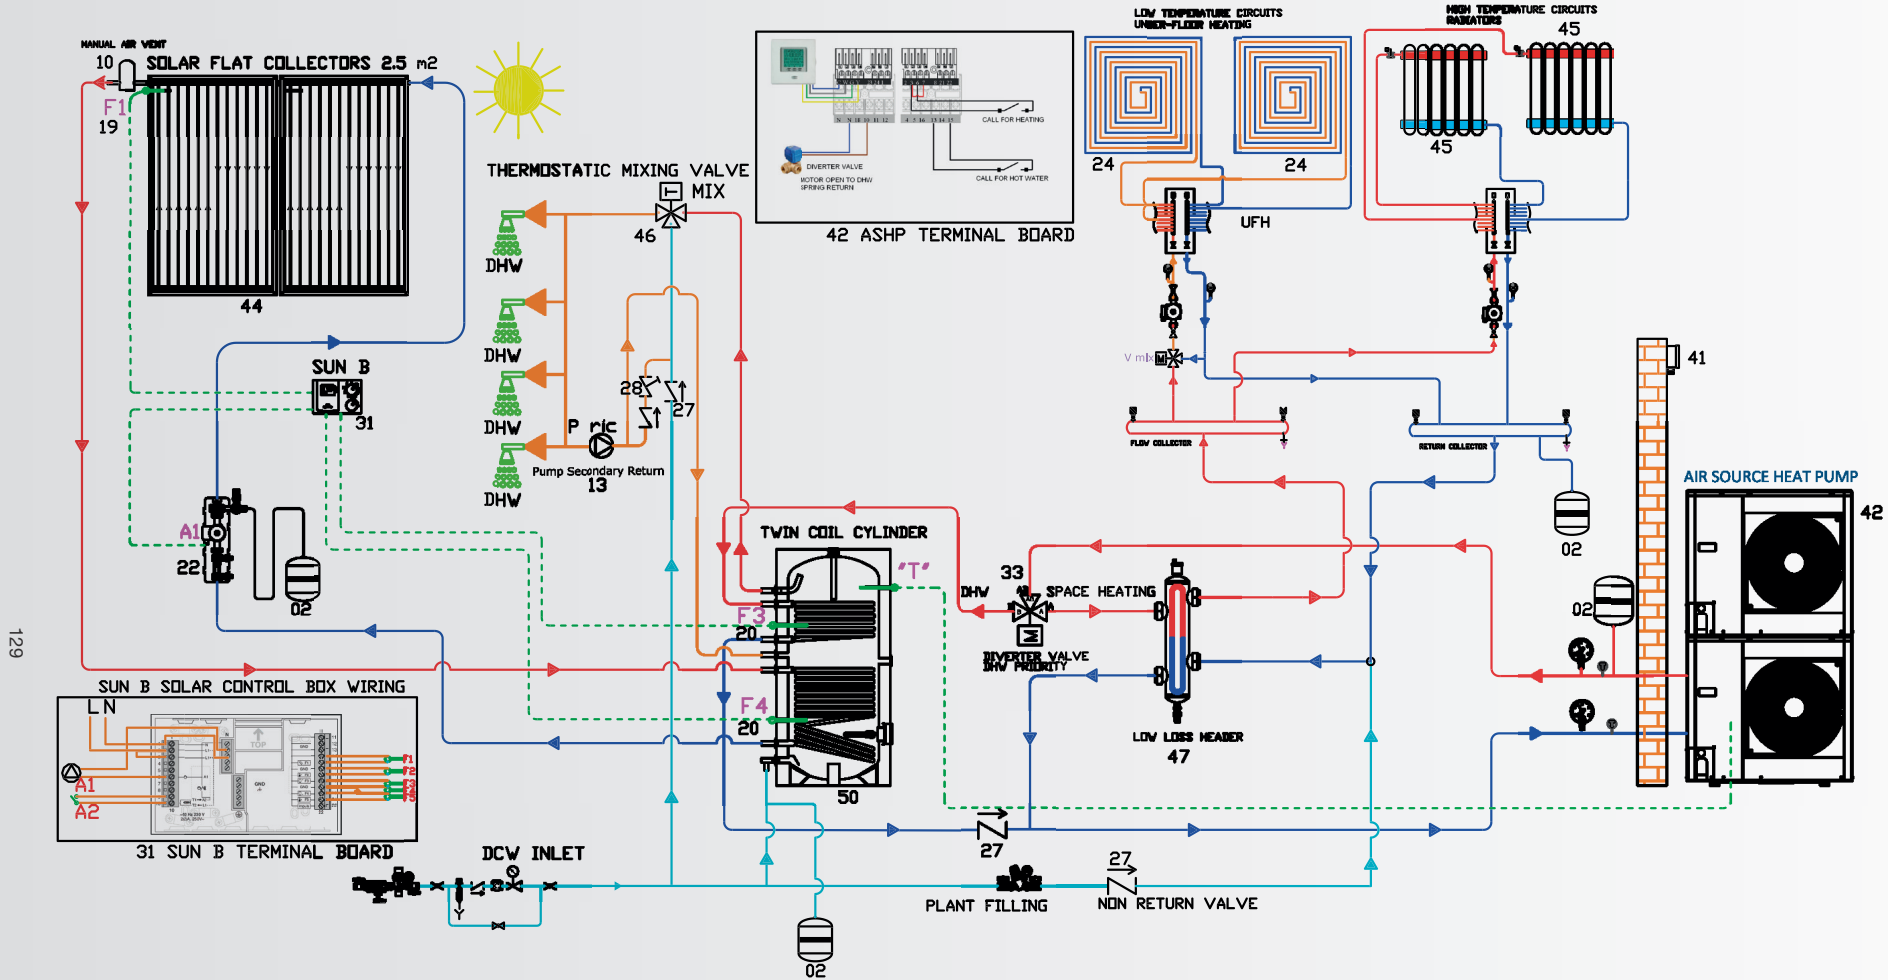 LOW TEMPERATURE CIRCUITS
UNDER-FLOOR HEATING
HIGH TEMPERATURE CIRCUITS
RADIATORS
45
MANUAL AIR VENT
10
SOLAR FLAT COLLECTORS 2.5 m2
F1
19
44
CALL FOR HEATING
DIVERTER VALVE
MOTOR OPEN TO DHW
SPRING RETURN
CALL FOR HOT WATER
42 ASHP TERMINAL BOARD
24
24
45
UFH
THERMOSTATIC MIXING VALVE
MIX
46
DHW
DHW
DHW
DHW
28
27
P ric
Pump Secondary Return
13
SUN B
31
V mix
M
FLOW COLLECTOR
RETURN COLLECTOR
41
AIR SOURCE HEAT PUMP
42
02
02
A1
22
02
TWIN COIL CYLINDER
"T"
F3
20
F4
20
50
DHW
33
SPACE HEATING
M
DIVERTER VALVE
DHW PRIORITY
LOW LOSS HEADER
47
129
SUN B SOLAR CONTROL BOX WIRING
L N
TOP
A1
A2
F1
F2
31 SUN B TERMINAL BOARD
DCW INLET
27
PLANT FILLING
27
NON RETURN VALVE
02